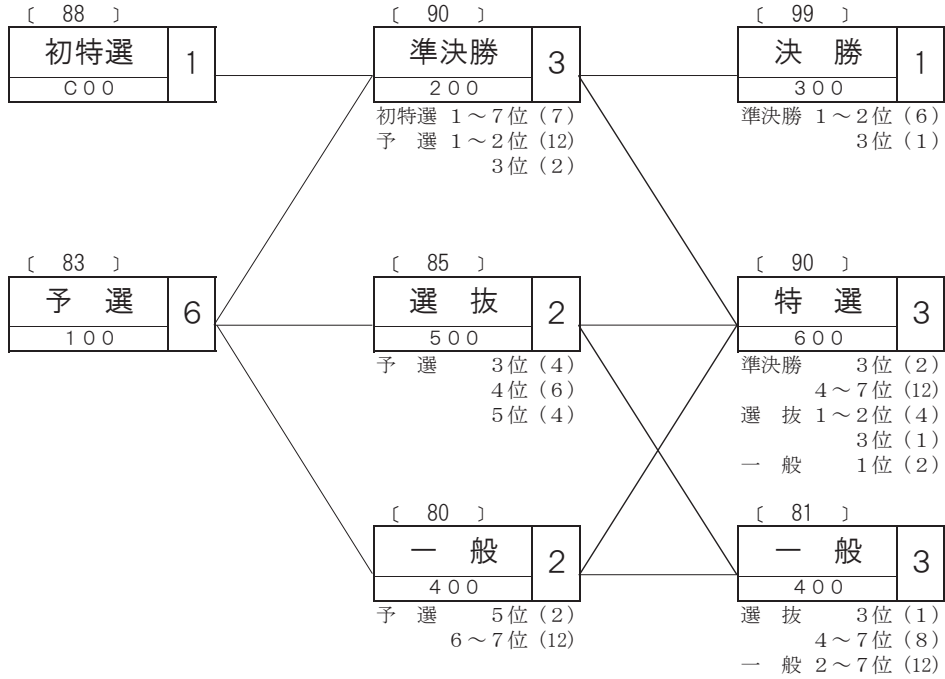 〔 88 〕
初特選 1
C00
〔 90 〕
準決勝 3
200
初特選 1～7位（7）
予 選 1～2位（12）
3位（2）
〔 99 〕
決 勝 1
300
準決勝 1～2位（6）
3位（1）
〔 83 〕
予 選 6
100
〔 85 〕
選 抜 2
500
予 選 3位（4）
4位（6）
5位（4）
〔 90 〕
特 選 3
600
準決勝 3位（2）
4～7位（12）
選 抜 1～2位（4）
3位（1）
一 般 1位（2）
〔 80 〕
一 般 2
400
予 選 5位（2）
6～7位（12）
〔 81 〕
一 般 3
400
選 抜 3位（1）
4～7位（8）
一 般 2～7位（12）